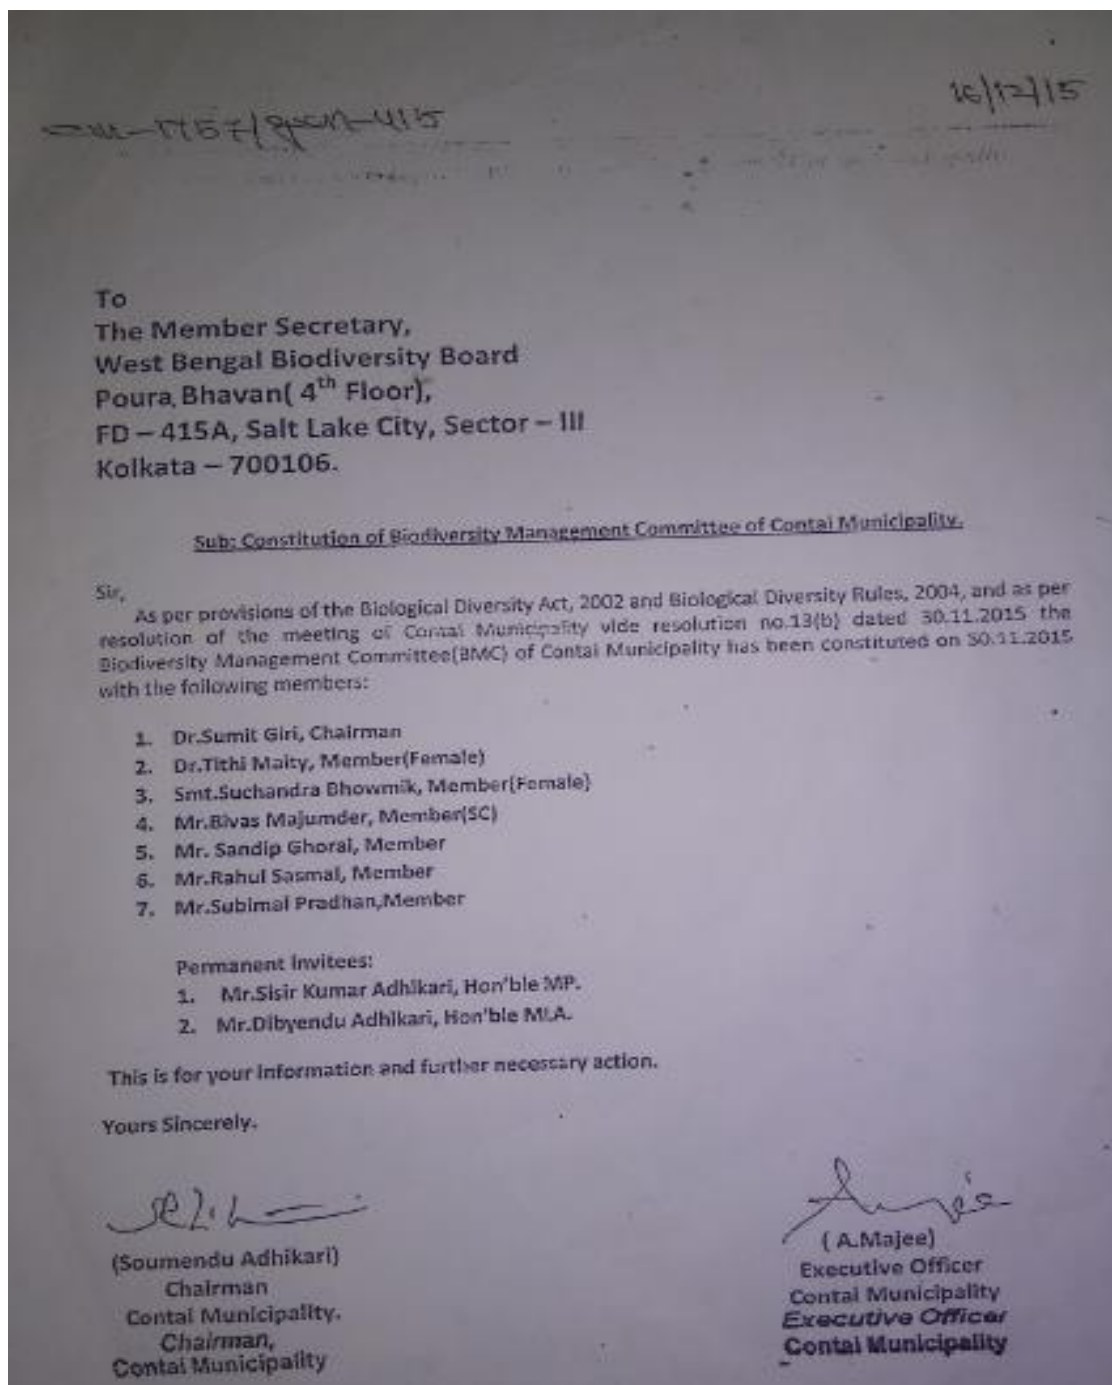 16/12/15
To
The Member Secretary,
West Bengal Biodiversity Board
Poura Bhavan( 4th Floor),
FD – 415A, Salt Lake City, Sector – III
Kolkata – 700106.
Sub: Constitution of Biodiversity Management Committee of Contai Municipality.
Sir,
As per provisions of the Biological Diversity Act, 2002 and Biological Diversity Rules, 2004, and as per
resolution of the meeting of Contai Municipality vide resolution no.13(b) dated 30.11.2015 the
Biodiversity Management Committee(BMC) of Contai Municipality has been constituted on 30.11.2015
with the following members:
1. Dr.Sumit Giri, Chairman
2. Dr.Tithi Maity, Member(Female)
3. Smt.Suchandra Bhowmik, Member(Female)
4. Mr.Bivas Majumder, Member(SC)
5. Mr. Sandip Ghorai, Member
6. Mr.Rahul Sasmal, Member
7. Mr.Subimal Pradhan,Member
Permanent Invitees:
1. Mr.Sisir Kumar Adhikari, Hon'ble MP.
2. Mr.Dibyendu Adhikari, Hon'ble MLA.
This is for your information and further necessary action.
Yours Sincerely.
(Soumendu Adhikari)
Chairman
Contai Municipality.
Chairman,
Contai Municipality
( A.Majee)
Executive Officer
Contai Municipality
Executive Officer
Contai Municipality